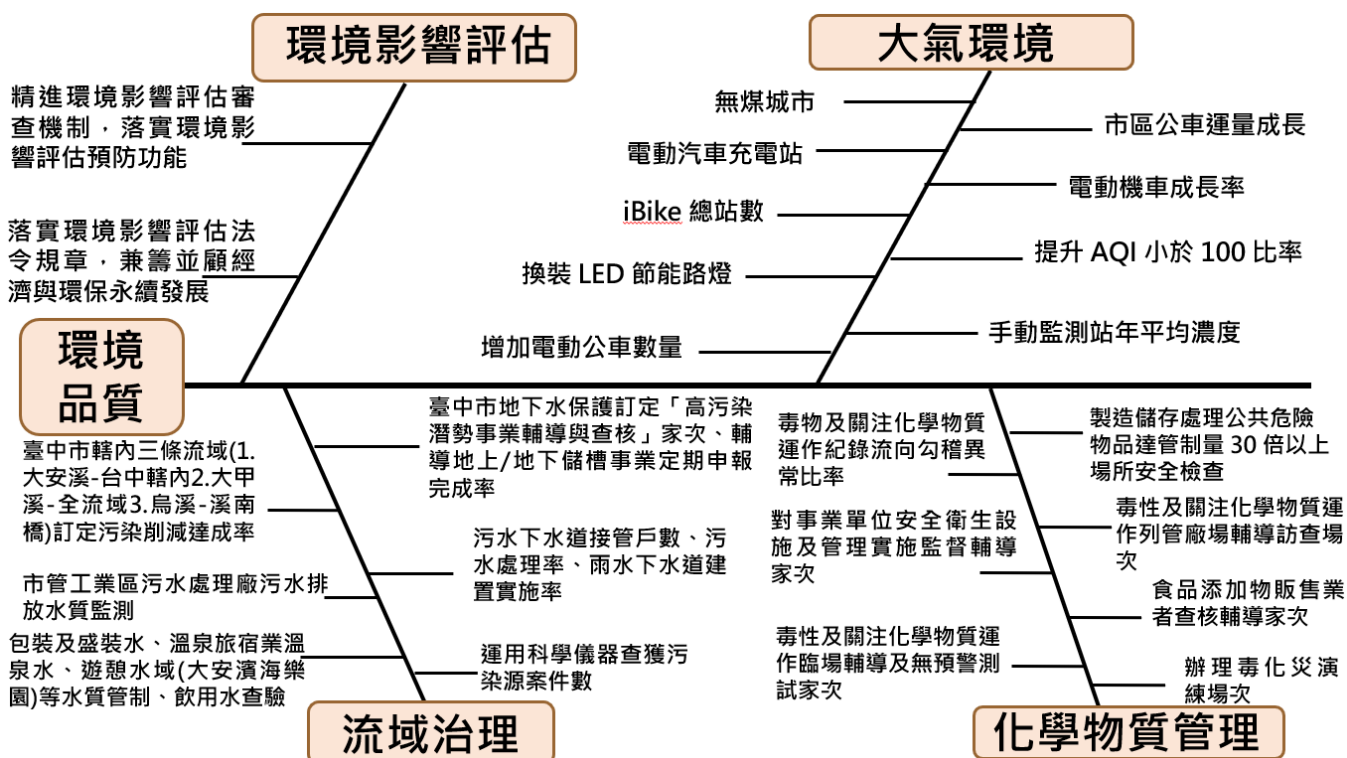 環境影響評估
精進環境影響評估審
查機制，落實環境影
響評估預防功能
落實環境影響評估法
令規章，兼籌並顧經
濟與環保永續發展
大氣環境
無煤城市
電動汽車充電站
iBike 總站數
換裝 LED 節能路燈
增加電動公車數量
市區公車運量成長
電動機車成長率
提升 AQI 小於 100 比率
手動監測站年平均濃度
環境
品質
臺中市轄內三條流域(1.
大安溪-台中轄內2.大甲
溪-全流域3.烏溪-溪南
橋)訂定污染削減達成率
市管工業區污水處理廠污水排
放水質監測
包裝及盛裝水、溫泉旅宿業溫
泉水、遊憩水域(大安濱海樂
園)等水質管制、飲用水查驗
臺中市地下水保護訂定「高污染
潛勢事業輔導與查核」家次、輔
導地上/地下儲槽事業定期申報
完成率
污水下水道接管戶數、污
水處理率、雨水下水道建
置實施率
運用科學儀器查獲污
染源案件數
流域治理
毒物及關注化學物質
運作紀錄流向勾稽異
常比率
對事業單位安全衛生設
施及管理實施監督輔導
家次
毒性及關注化學物質運
作臨場輔導及無預警測
試家次
製造儲存處理公共危險
物品達管制量 30 倍以上
場所安全檢查
毒性及關注化學物質運
作列管廠場輔導訪查場
次
食品添加物販售業
者查核輔導家次
辦理毒化災演
練場次
化學物質管理